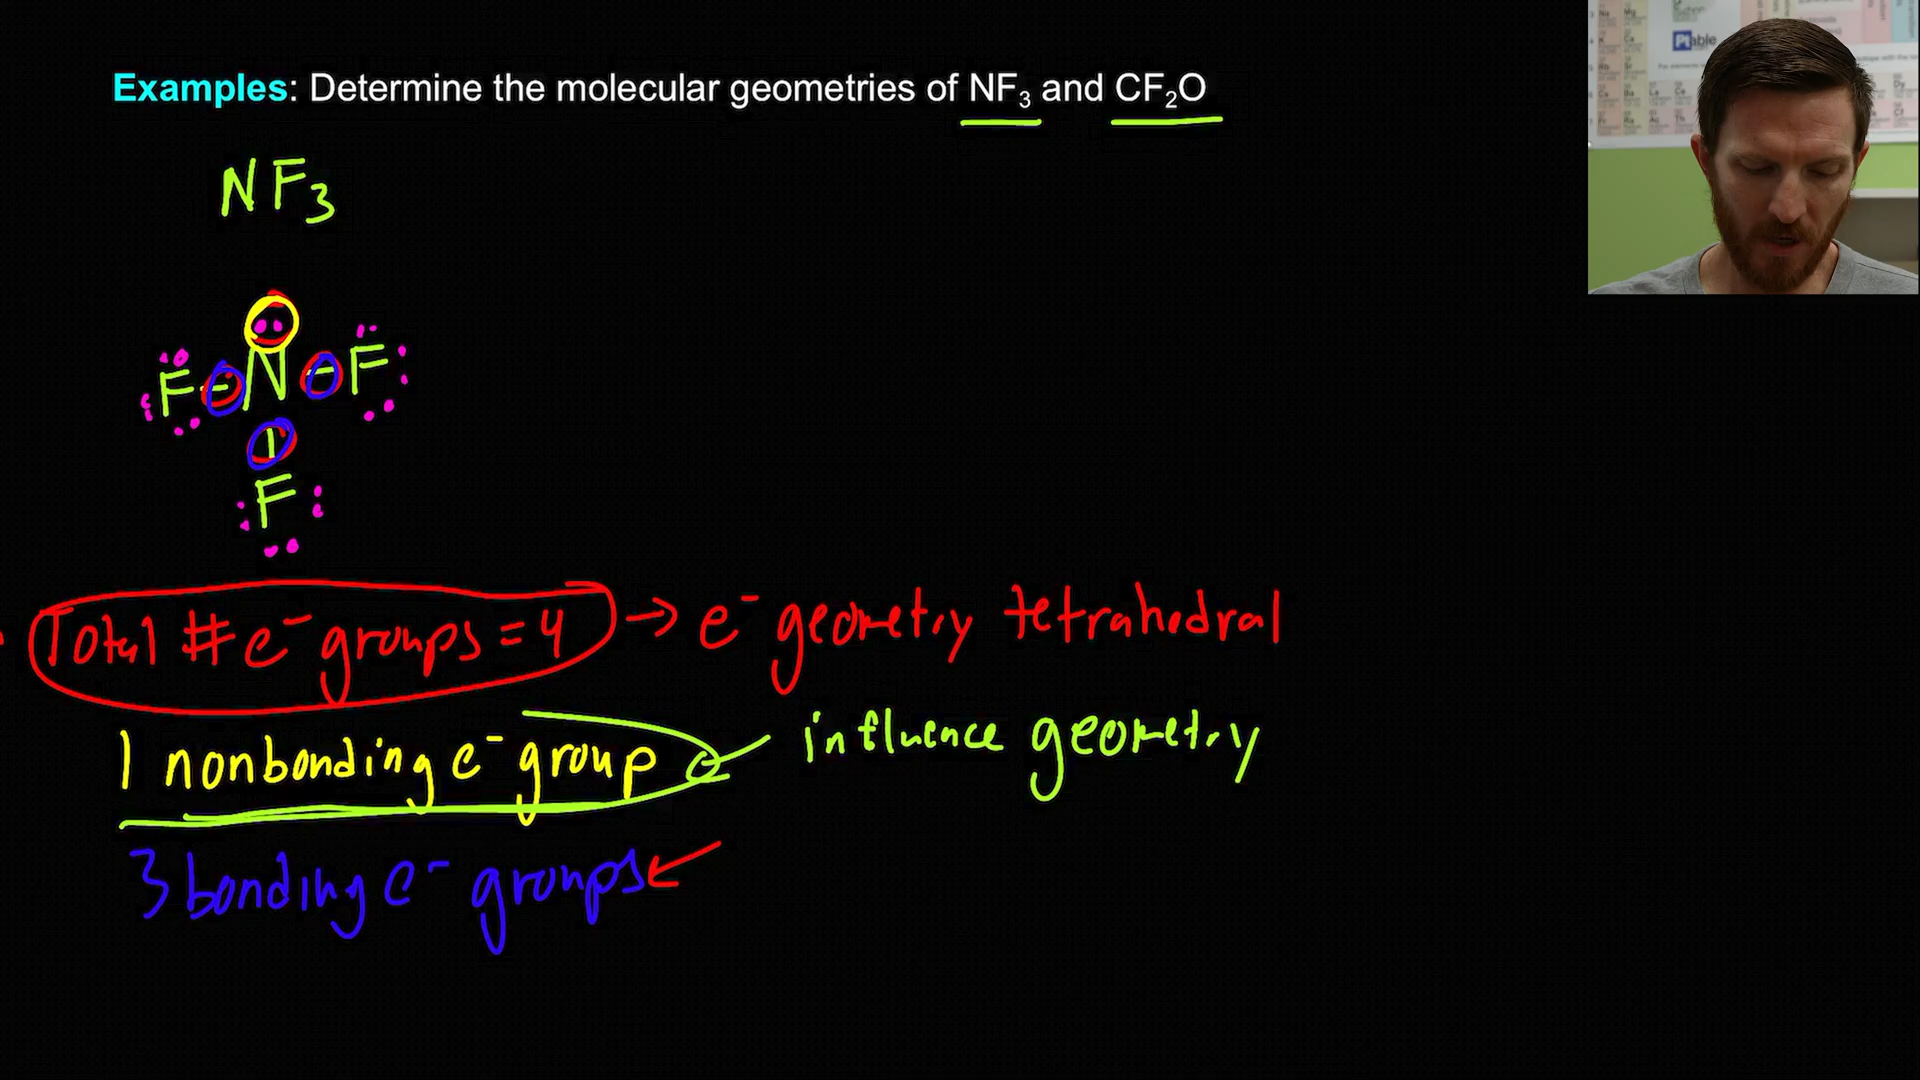 Examples: Determine the molecular geometries of NF₃ and CF₂O
NF₃
F-N-F
F
Total # e⁻ groups = 4 → e⁻ geometry tetrahedral
1 nonbonding e⁻ group influence geometry
3 bonding e⁻ groups
Ptable